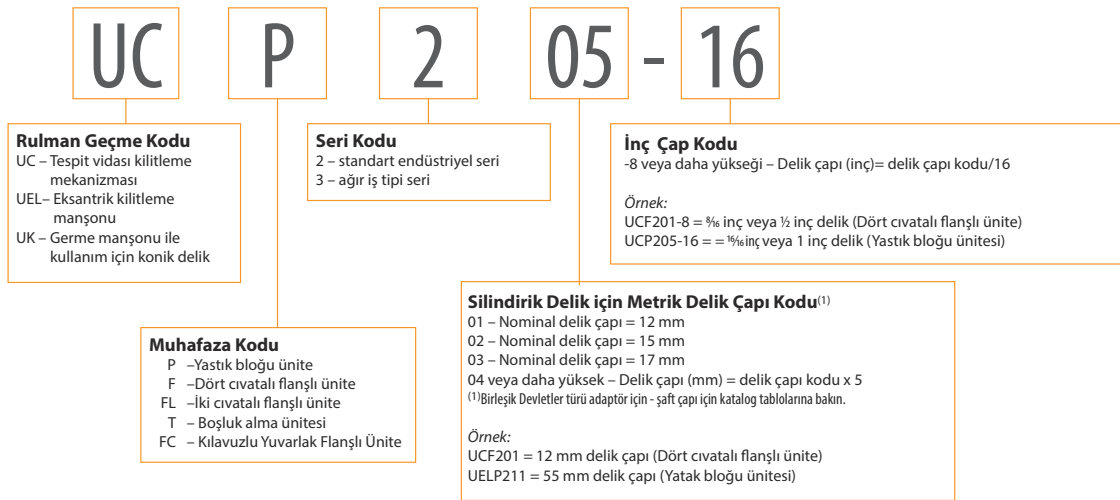 UC P 2 05 - 16
Rulman Geçme Kodu
UC – Tespit vidası kilitleme
mekanizması
UEL– Eksantrik kilitleme
manşonu
UK – Germe manşonu ile
kullanım için konik delik
Seri Kodu
2 – standart endüstriyel seri
3 – ağır iş tipi seri
İnç Çap Kodu
-8 veya daha yükseği – Delik çapı (inç)= delik çapı kodu/16
Örnek:
UCF201-8 = 8⁄16 inç veya ½ inç delik (Dört cıvatalı flanşlı ünite)
UCP205-16 = = 16⁄16 inç veya 1 inç delik (Yastık bloğu ünitesi)
Muhafaza Kodu
P –Yastık bloğu ünite
F –Dört cıvatalı flanşlı ünite
FL –İki cıvatalı flanşlı ünite
T – Boşluk alma ünitesi
FC – Kılavuzlu Yuvarlak Flanşlı Ünite
Silindirik Delik için Metrik Delik Çapı Kodu(1)
01 – Nominal delik çapı = 12 mm
02 – Nominal delik çapı = 15 mm
03 – Nominal delik çapı = 17 mm
04 veya daha yüksek – Delik çapı (mm) = delik çapı kodu x 5
(1)Birleşik Devletler türü adaptör için - şaft çapı için katalog tablolarına bakın.
Örnek:
UCF201 = 12 mm delik çapı (Dört cıvatalı flanşlı ünite)
UELP211 = 55 mm delik çapı (Yatak bloğu ünitesi)